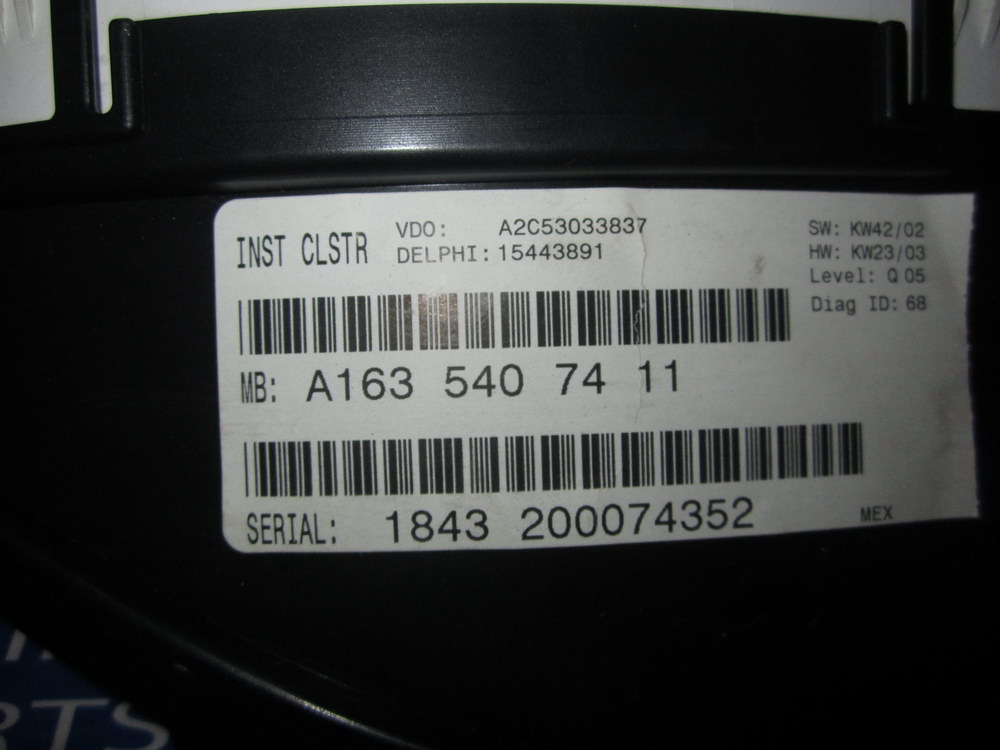 INST CLSTR
VDO: A2C53033837
DELPHI: 15443891
SW: KW42/02
HW: KW23/03
Level: Q 05
Diag ID: 68
MB: A163 540 74 11
SERIAL: 1843 200074352
MEX